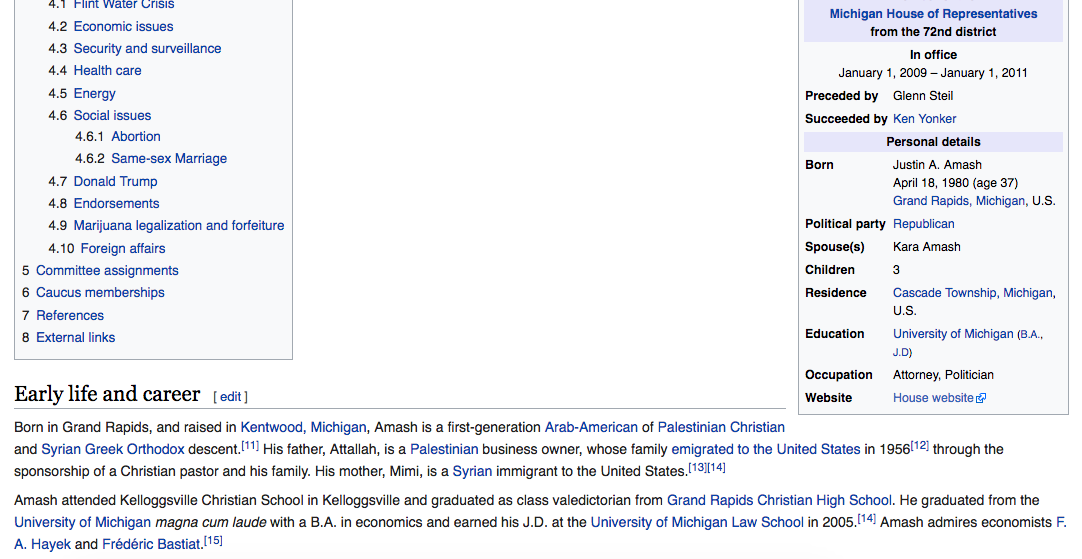 4.1 Flint Water Crisis
4.2 Economic issues
4.3 Security and surveillance
4.4 Health care
4.5 Energy
4.6 Social issues
4.6.1 Abortion
4.6.2 Same-sex Marriage
4.7 Donald Trump
4.8 Endorsements
4.9 Marijuana legalization and forfeiture
4.10 Foreign affairs
5 Committee assignments
6 Caucus memberships
7 References
8 External links
Michigan House of Representatives
from the 72nd district
In office
January 1, 2009 – January 1, 2011
Preceded by Glenn Steil
Succeeded by Ken Yonker
Personal details
Born Justin A. Amash
April 18, 1980 (age 37)
Grand Rapids, Michigan, U.S.
Political party Republican
Spouse(s) Kara Amash
Children 3
Residence Cascade Township, Michigan,
U.S.
Education University of Michigan (B.A.,
J.D)
Occupation Attorney, Politician
Website House website
Early life and career [ edit ]
Born in Grand Rapids, and raised in Kentwood, Michigan, Amash is a first-generation Arab-American of Palestinian Christian
and Syrian Greek Orthodox descent.[11] His father, Attallah, is a Palestinian business owner, whose family emigrated to the United States in 1956[12] through the
sponsorship of a Christian pastor and his family. His mother, Mimi, is a Syrian immigrant to the United States.[13][14]
Amash attended Kelloggsville Christian School in Kelloggsville and graduated as class valedictorian from Grand Rapids Christian High School. He graduated from the
University of Michigan magna cum laude with a B.A. in economics and earned his J.D. at the University of Michigan Law School in 2005.[14] Amash admires economists F.
A. Hayek and Frédéric Bastiat.[15]